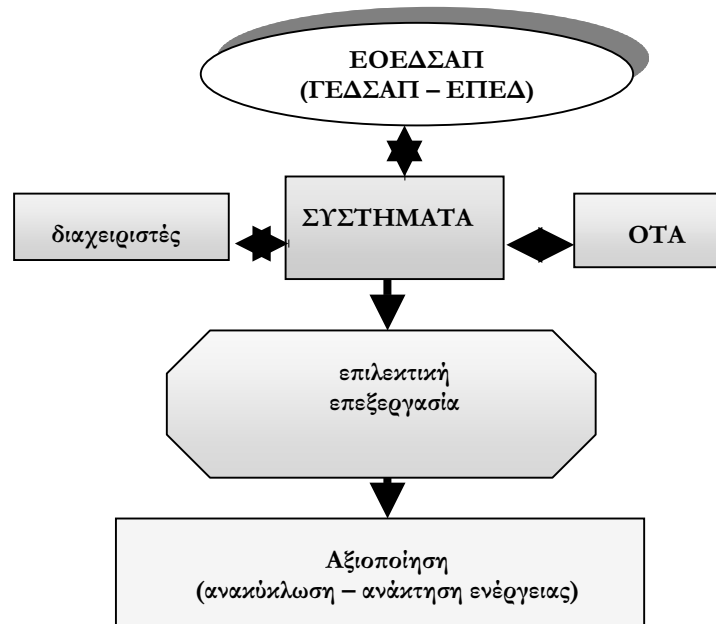 ΕΟΕΔΣΑΠ
(ΓΕΔΣΑΠ – ΕΠΕΔ)
διαχειριστές
ΣΥΣΤΗΜΑΤΑ
ΟΤΑ
επιλεκτική
επεξεργασία
Αξιοποίηση
(ανακύκλωση – ανάκτηση ενέργειας)